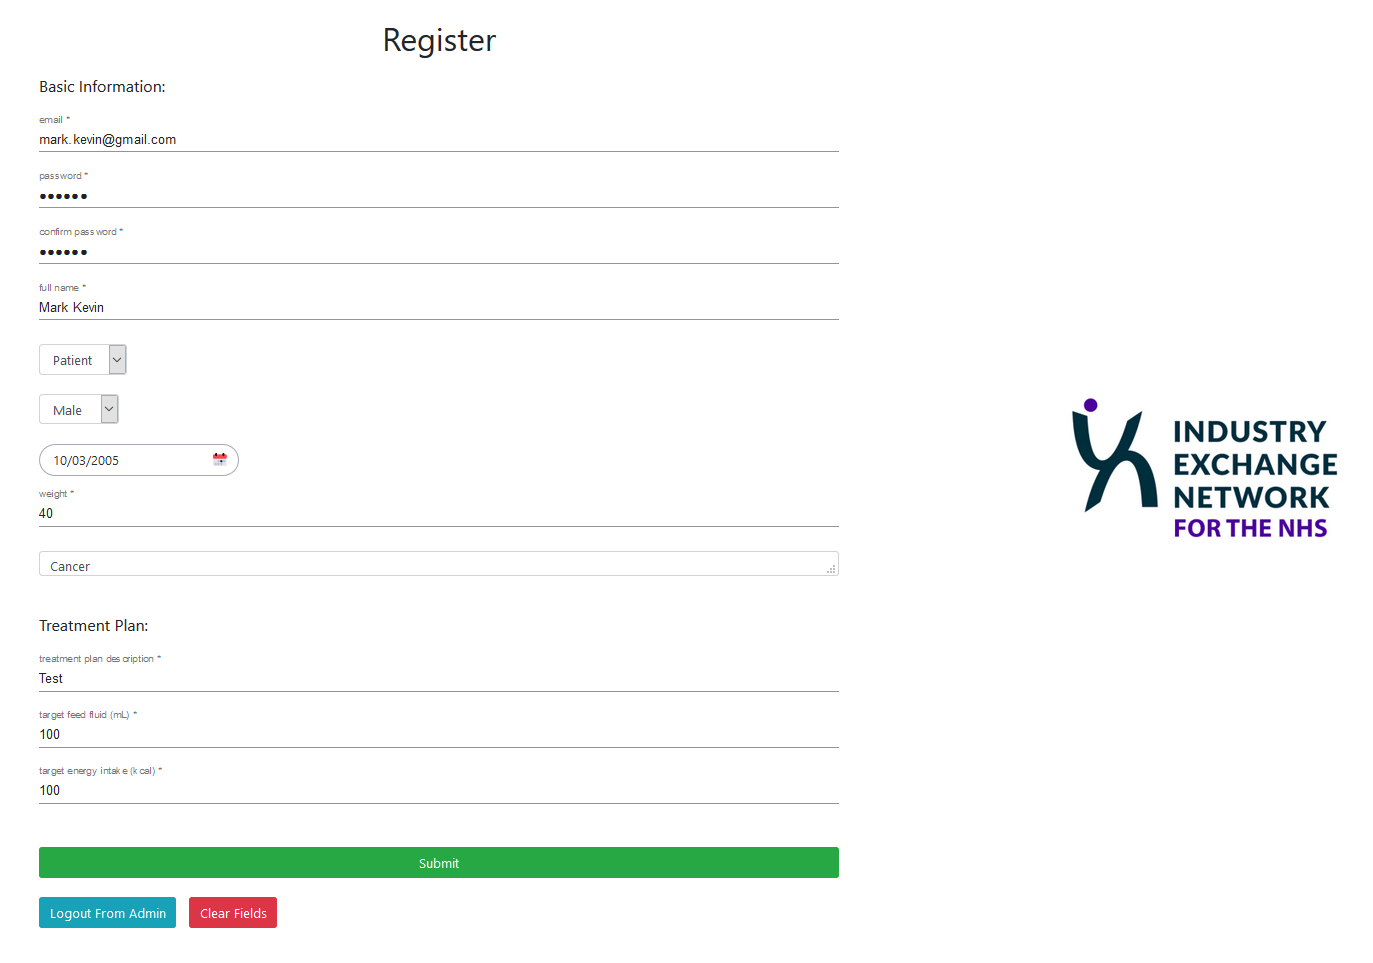 Register
Basic Information:
email *
mark.kevin@gmail.com
password *
●●●●●●
confirm password *
●●●●●●
full name *
Mark Kevin
Patient
Male
10/03/2005
weight *
40
Cancer
Treatment Plan:
treatment plan description *
Test
target feed fluid (mL) *
100
target energy intake (kcal) *
100
Submit
Logout From Admin
Clear Fields
INDUSTRY
EXCHANGE
NETWORK
FOR THE NHS